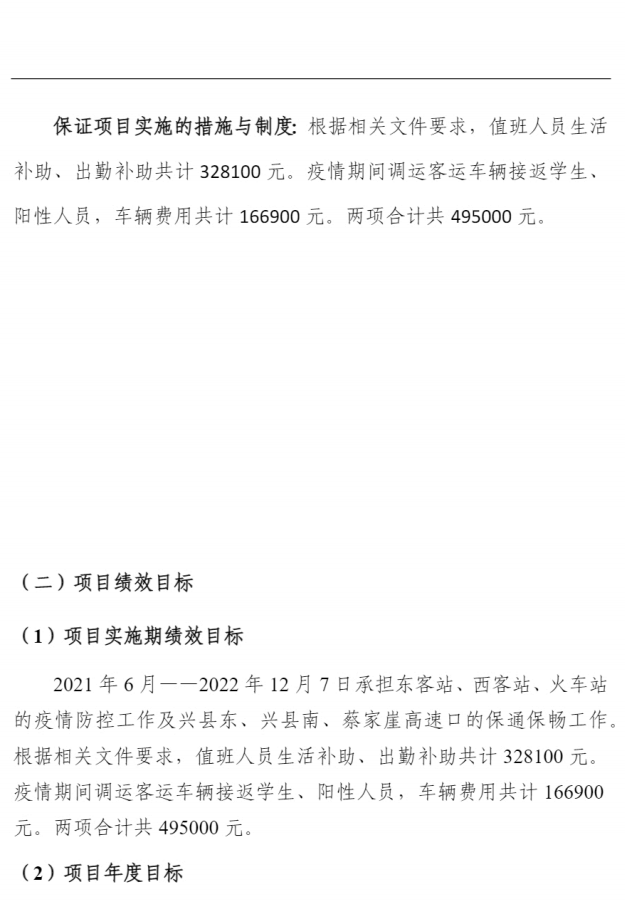 保证项目实施的措施与制度: 根据相关文件要求，值班人员生活
补助、出勤补助共计 328100 元。疫情期间调运客运车辆接返学生、
阳性人员，车辆费用共计 166900 元。两项合计共 495000 元。
（二）项目绩效目标
（1）项目实施期绩效目标
2021 年 6 月——2022 年 12 月 7 日承担东客站、西客站、火车站
的疫情防控工作及兴县东、兴县南、蔡家崖高速口的保通保畅工作。
根据相关文件要求，值班人员生活补助、出勤补助共计 328100 元。
疫情期间调运客运车辆接返学生、阳性人员，车辆费用共计 166900
元。两项合计共 495000 元。
（2）项目年度目标